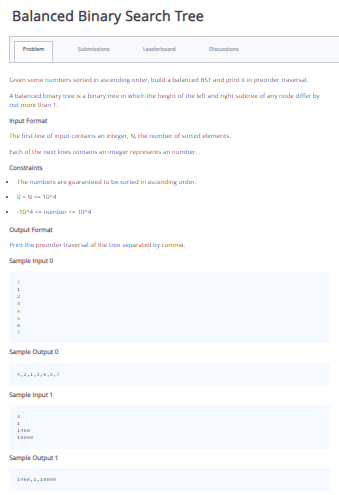 Balanced Binary Search Tree
Problem Submissions Leaderboard Discussions
Given some numbers sorted in ascending order, build a balanced BST and print it in preorder traversal.
A balanced binary tree is a binary tree in which the height of the left and right subtree of any node differ by
not more than 1.
Input Format
The first line of input contains an integer, N, the number of sorted elements.
Each of the next lines contains an integer represents an number.
Constraints
• The numbers are guaranteed to be sorted in ascending order.
• 0 < N <= 10^4
• -10^4 <= number <= 10^4
Output Format
Print the preorder traversal of the tree separated by comma.
Sample Input 0
7
1
2
3
4
5
6
7
Sample Output 0
4,2,1,3,6,5,7
Sample Input 1
3
1
1468
10000
Sample Output 1
1468,1,10000